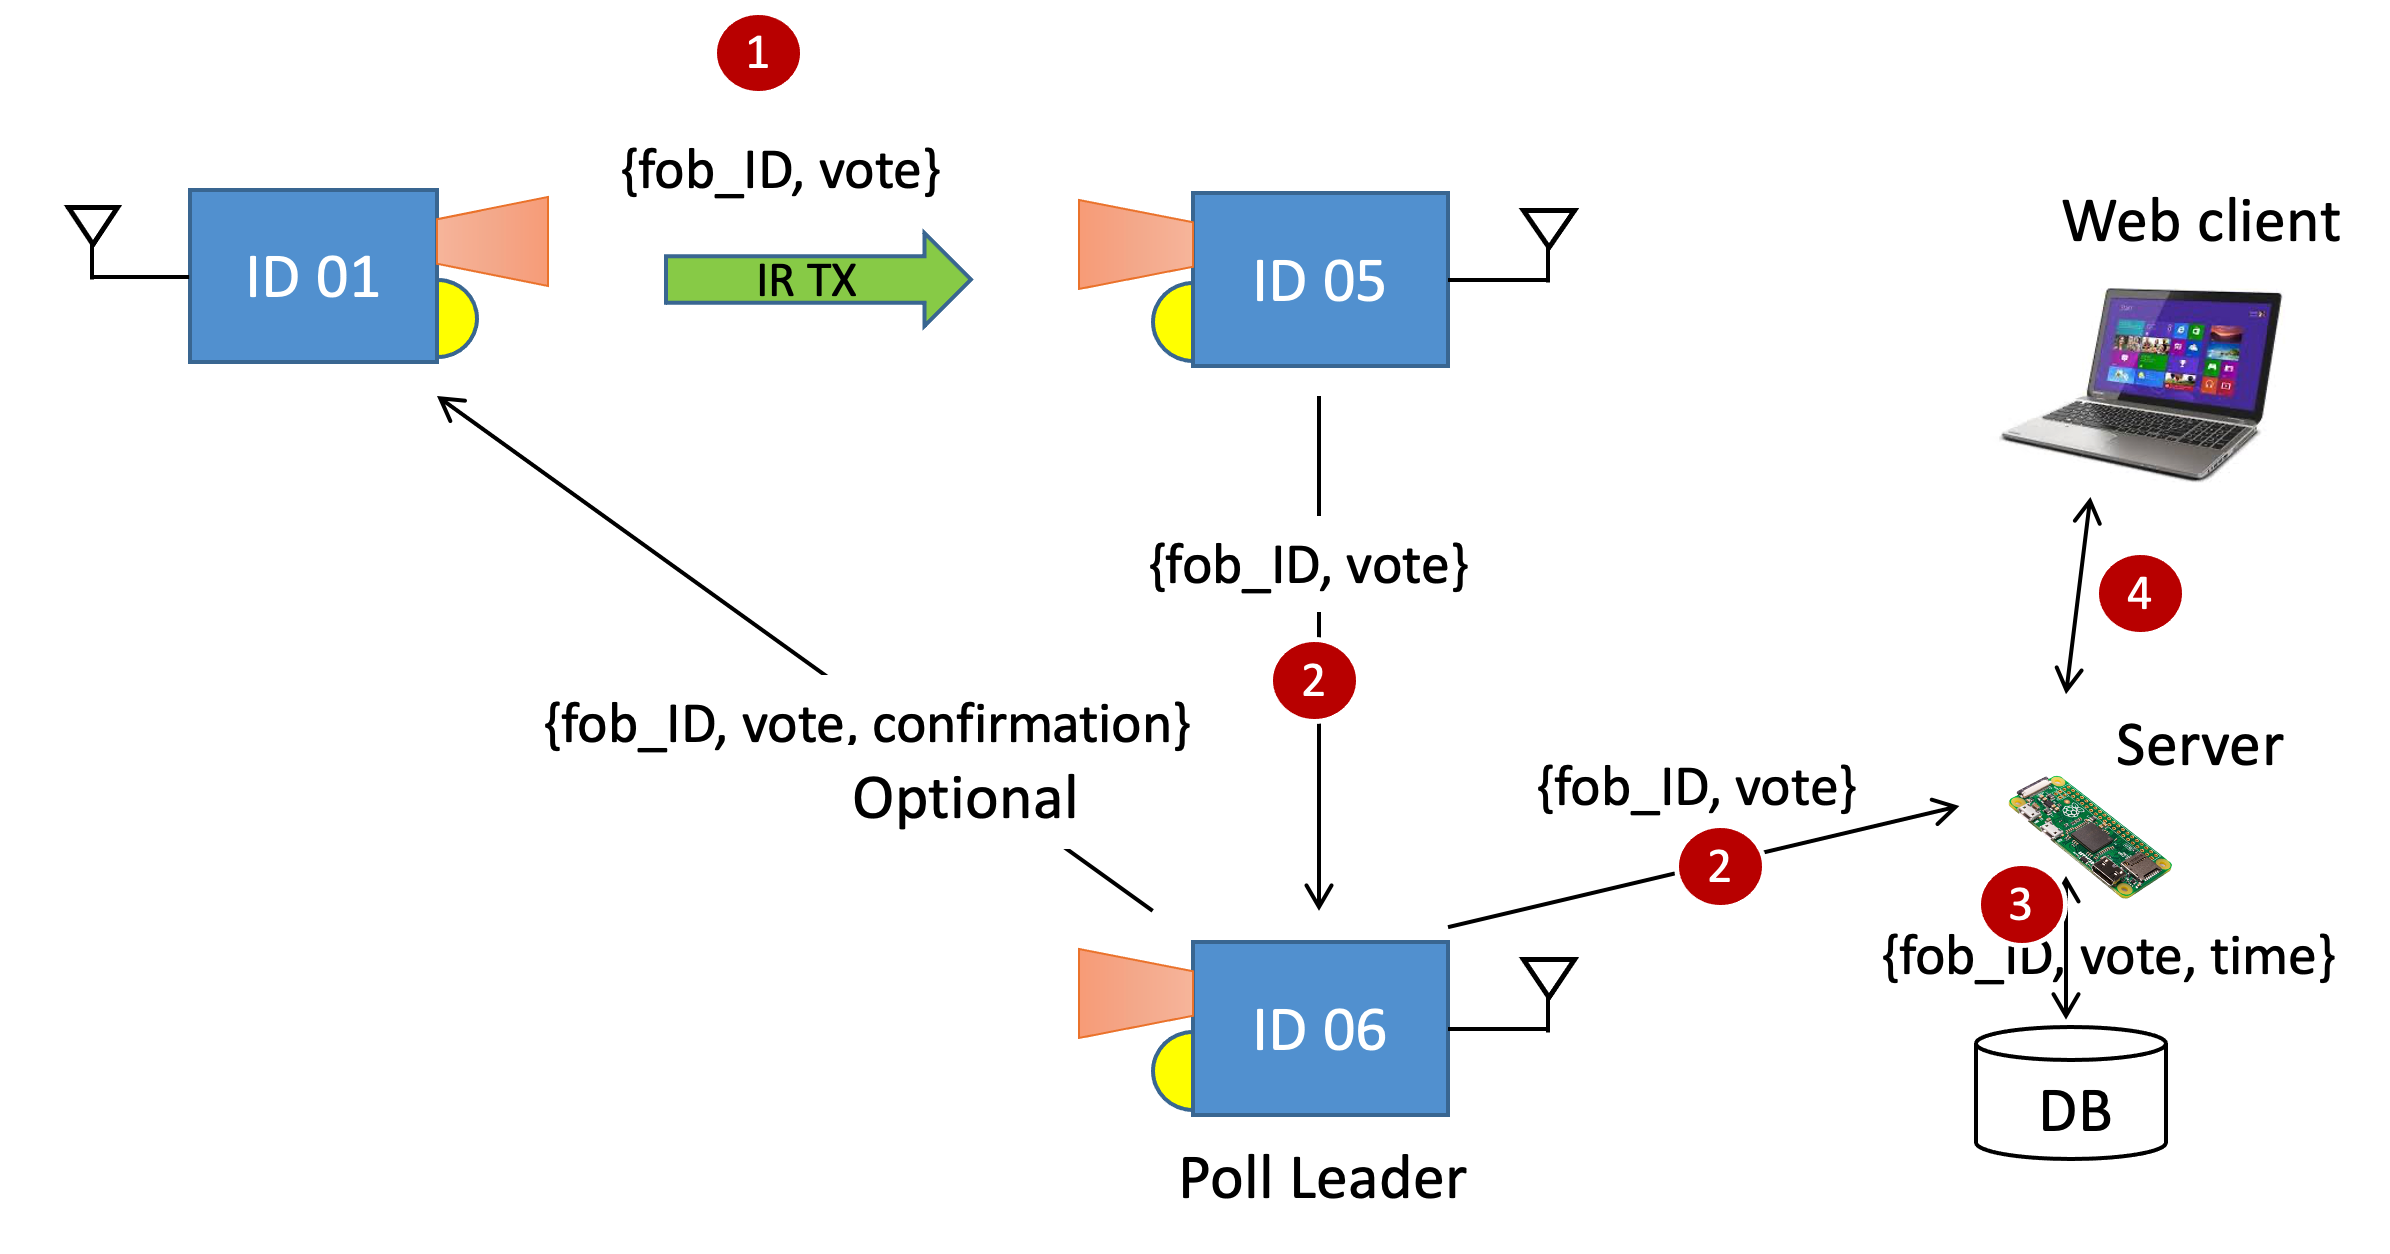 1
{fob_ID, vote}
ID 01
IR TX
ID 05
Web client
{fob_ID, vote}
4
2
{fob_ID, vote, confirmation}
Optional
Server
{fob_ID, vote}
2
3
{fob_ID, vote, time}
ID 06
DB
Poll Leader